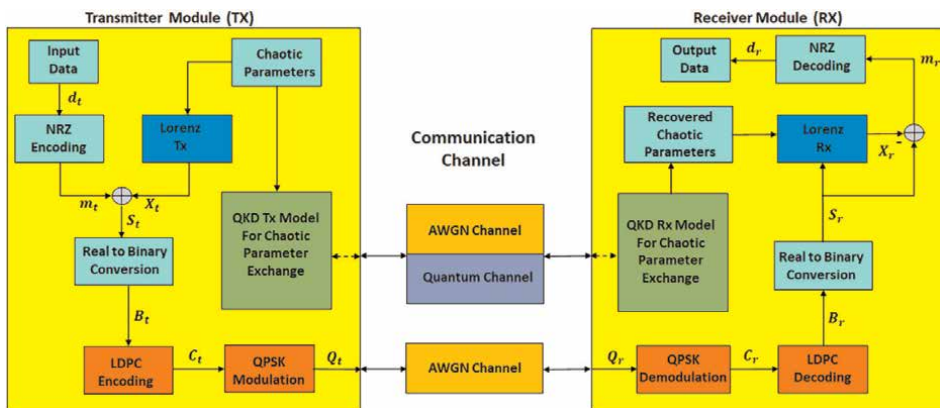 Transmitter Module (TX)
Input
Data
d_t
NRZ
Encoding
m_t
Chaotic
Parameters
Lorenz
Tx
X_t
S_t
Real to Binary
Conversion
B_t
LDPC
Encoding
C_t
QPSK
Modulation
Q_t
QKD Tx Model
For Chaotic
Parameter
Exchange
Communication
Channel
AWGN Channel
Quantum Channel
AWGN Channel
Receiver Module (RX)
Output
Data
d_r
NRZ
Decoding
m_r
Recovered
Chaotic
Parameters
Lorenz
Rx
X_r
-
QKD Rx Model
For Chaotic
Parameter
Exchange
S_r
Real to Binary
Conversion
B_r
Q_r
QPSK
Demodulation
C_r
LDPC
Decoding